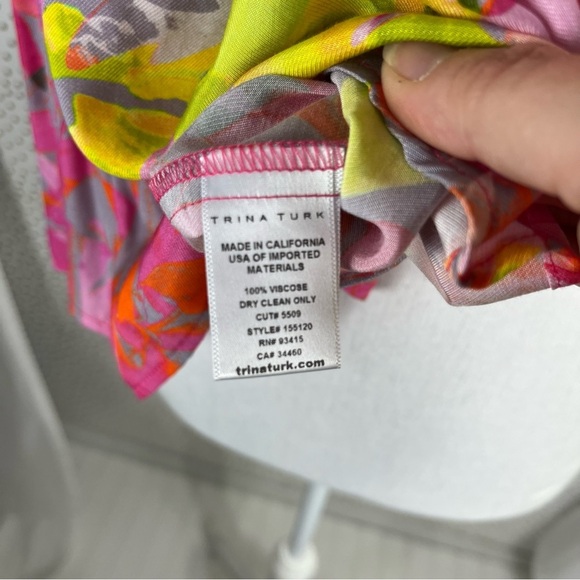 TRINA TURK
MADE IN CALIFORNIA
USA OF IMPORTED
MATERIALS
100% VISCOSE
DRY CLEAN ONLY
CUT# 5509
STYLE# 155120
RN# 93415
CA# 34460
trinaturk.com